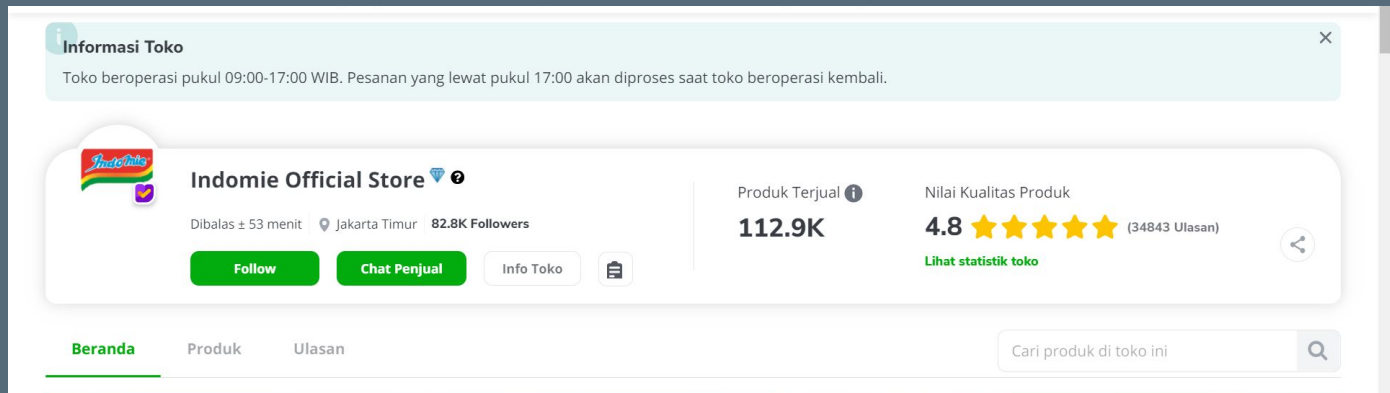 Informasi Toko
Toko beroperasi pukul 09:00-17:00 WIB. Pesanan yang lewat pukul 17:00 akan diproses saat toko beroperasi kembali.
Indomie
Indomie Official Store
Dibalas ± 53 menit Jakarta Timur 82.8K Followers
Follow Chat Penjual Info Toko
Produk Terjual
112.9K
Nilai Kualitas Produk
4.8 (34843 Ulasan)
Lihat statistik toko
Beranda Produk Ulasan
Cari produk di toko ini